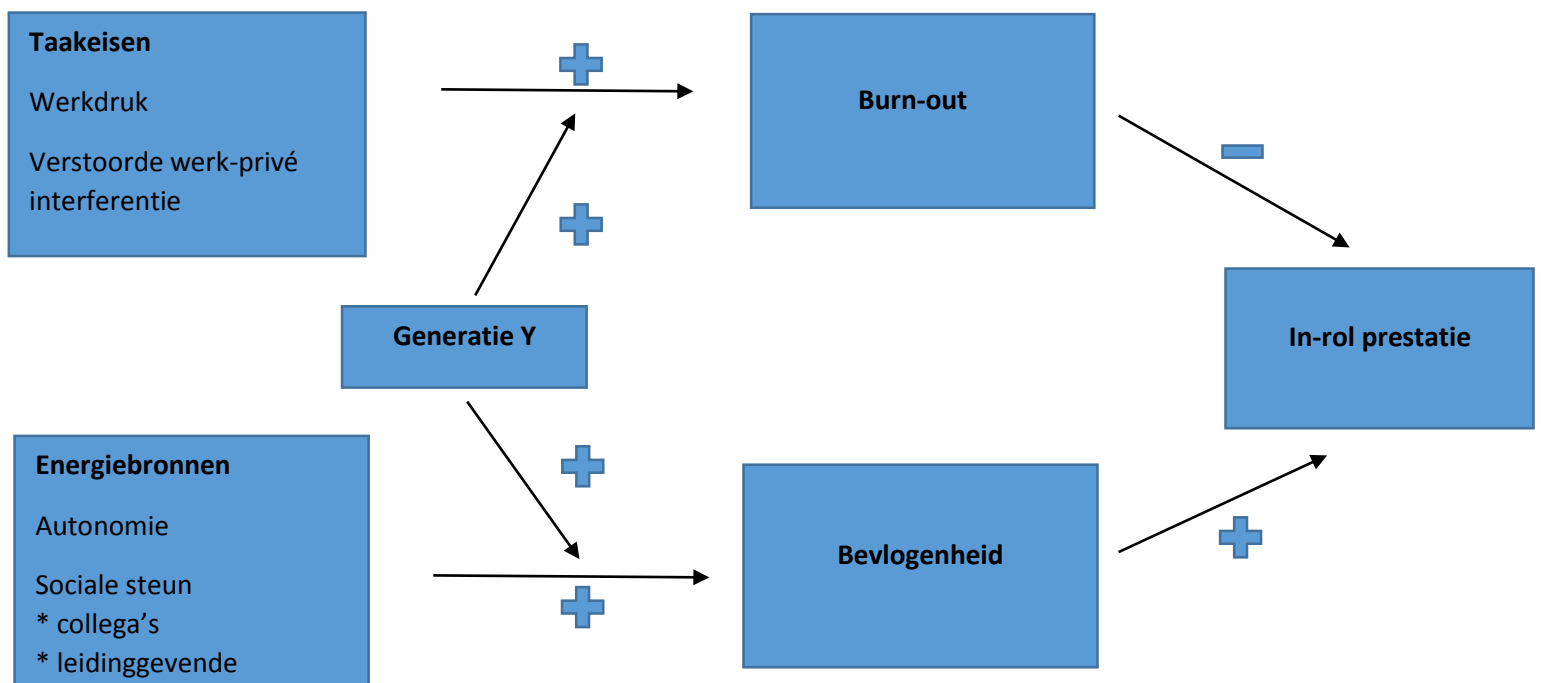 Taakeisen
Werkdruk
Verstoorde werk-privé
interferentie
Burn-out
Generatie Y
In-rol prestatie
Energiebronnen
Autonomie
Sociale steun
* collega's
* leidinggevende
Bevlogenheid